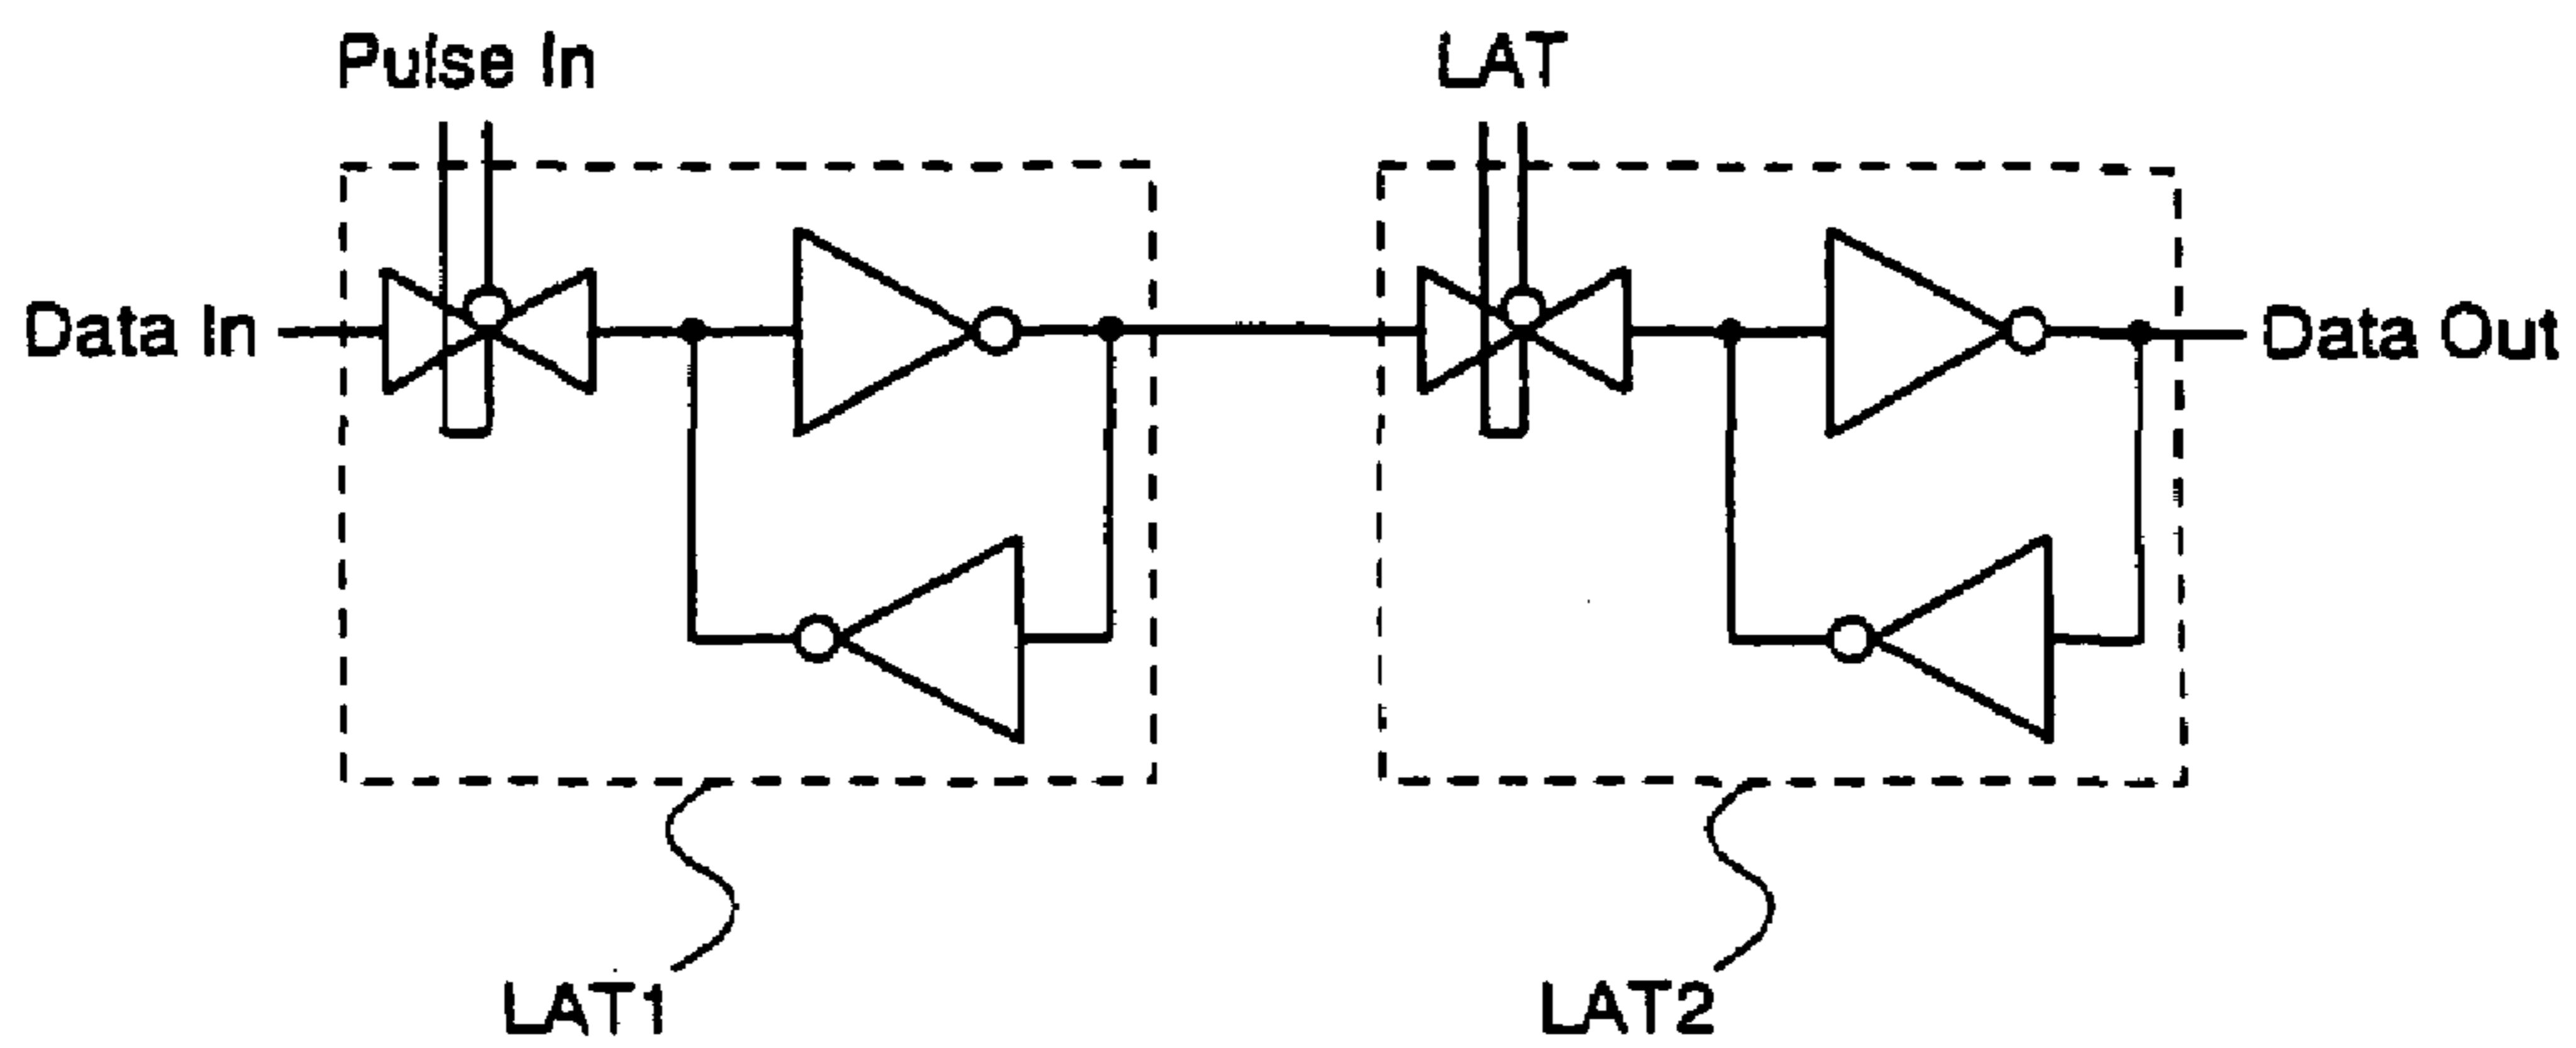 Pulse In
LAT
Data In
Data Out
LAT1
LAT2